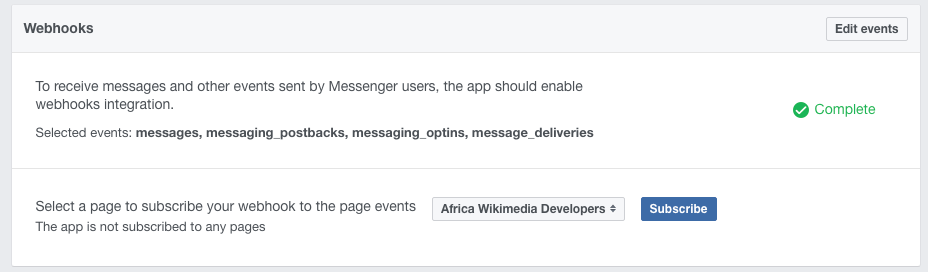 Webhooks
Edit events
To receive messages and other events sent by Messenger users, the app should enable
webhooks integration.
Complete
Selected events: messages, messaging_postbacks, messaging_optins, message_deliveries
Select a page to subscribe your webhook to the page events
Africa Wikimedia Developers
Subscribe
The app is not subscribed to any pages